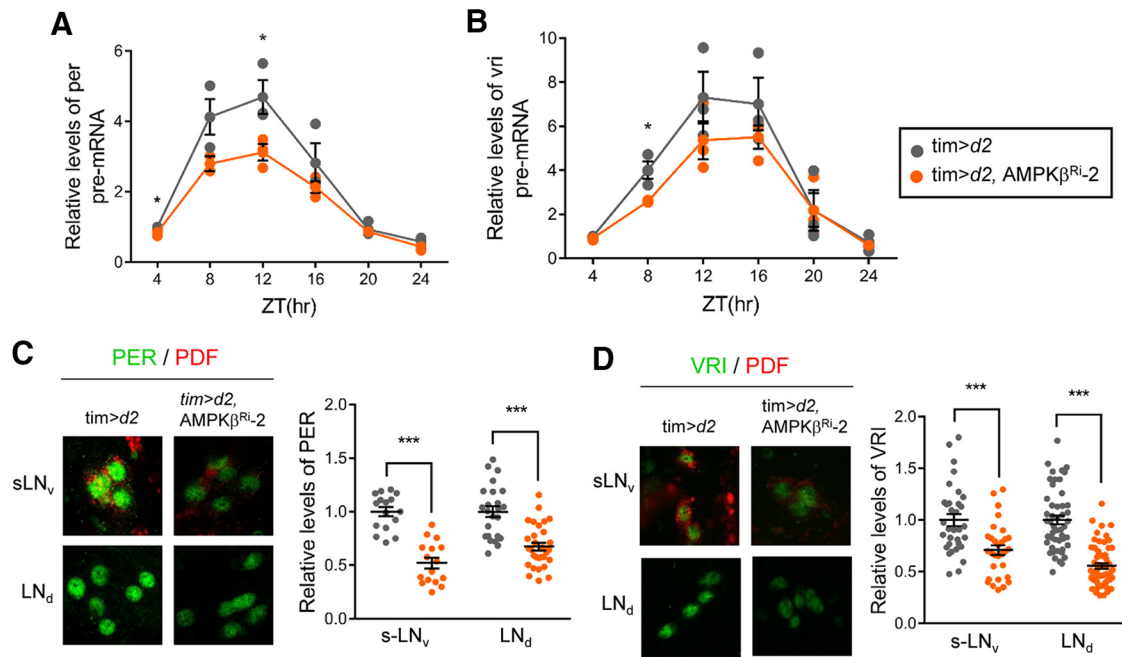 A
Relative levels of per
pre-mRNA
6
4
2
0
*
*
4 8 12 16 20 24
ZT(hr)
B
Relative levels of vri
pre-mRNA
10
8
6
4
2
0
*
4 8 12 16 20 24
ZT(hr)
tim>d2
tim>d2, AMPKβRi-2
C
PER / PDF
tim>d2
tim>d2,
AMPKβRi-2
sLNv
LNd
Relative levels of PER
2.0
1.5
1.0
0.5
0.0
***
***
s-LNv LNd
D
VRI / PDF
tim>d2
tim>d2,
AMPKβRi-2
sLNv
LNd
Relative levels of VRI
2.0
1.5
1.0
0.5
0.0
***
***
s-LNv LNd